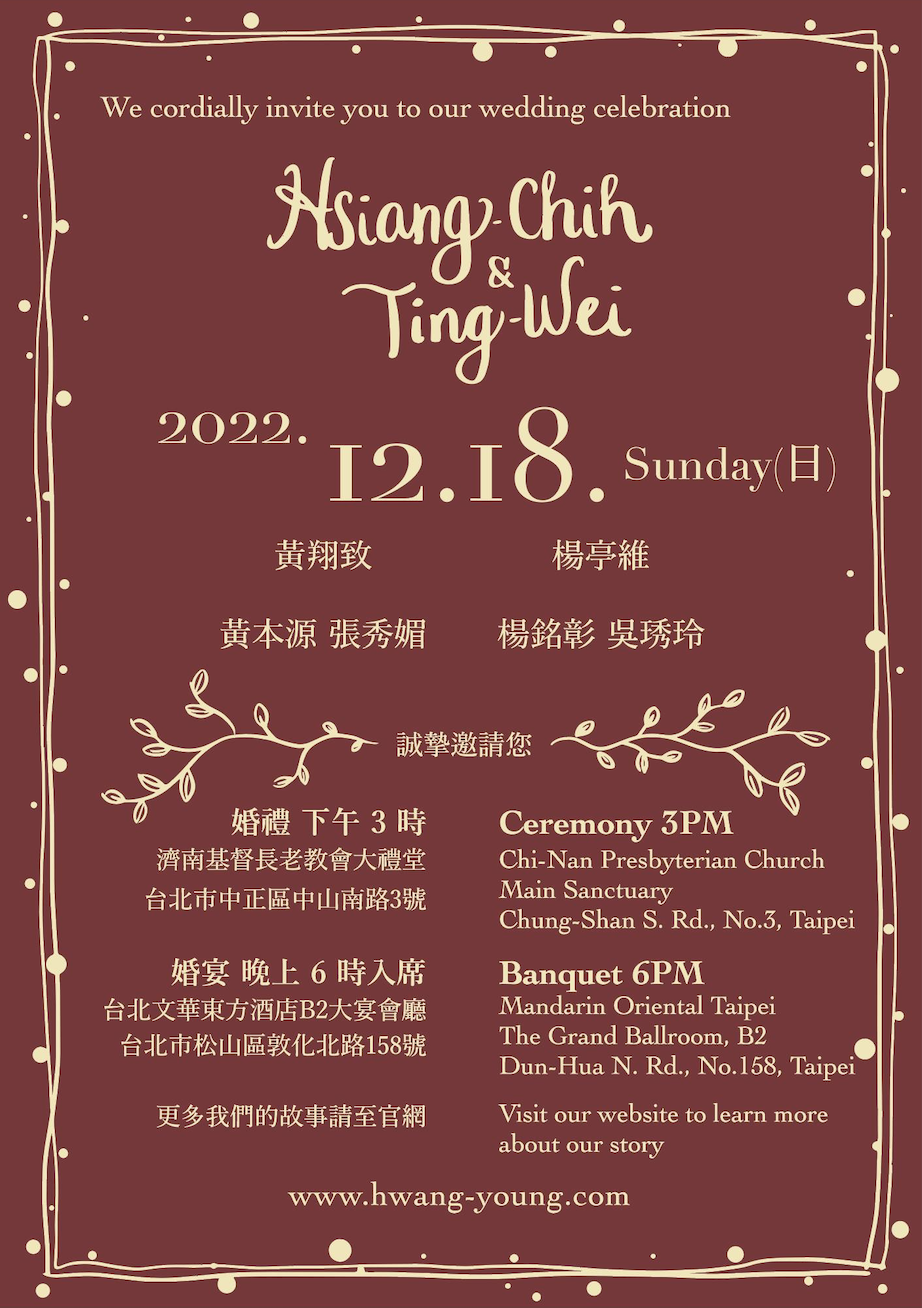 We cordially invite you to our wedding celebration
Hsiang-Chih
&
Ting-Wei
2022. 12.18. Sunday(日)
黃翔致 楊亭維
黃本源 張秀媚 楊銘彰 吳琇玲
誠摯邀請您
婚禮 下午 3 時
濟南基督長老教會大禮堂
台北市中正區中山南路3號
Ceremony 3PM
Chi-Nan Presbyterian Church
Main Sanctuary
Chung-Shan S. Rd., No.3, Taipei
婚宴 晚上 6 時入席
台北文華東方酒店B2大宴會廳
台北市松山區敦化北路158號
Banquet 6PM
Mandarin Oriental Taipei
The Grand Ballroom, B2
Dun-Hua N. Rd., No.158, Taipei
更多我們的故事請至官網
Visit our website to learn more
about our story
www.hwang-young.com